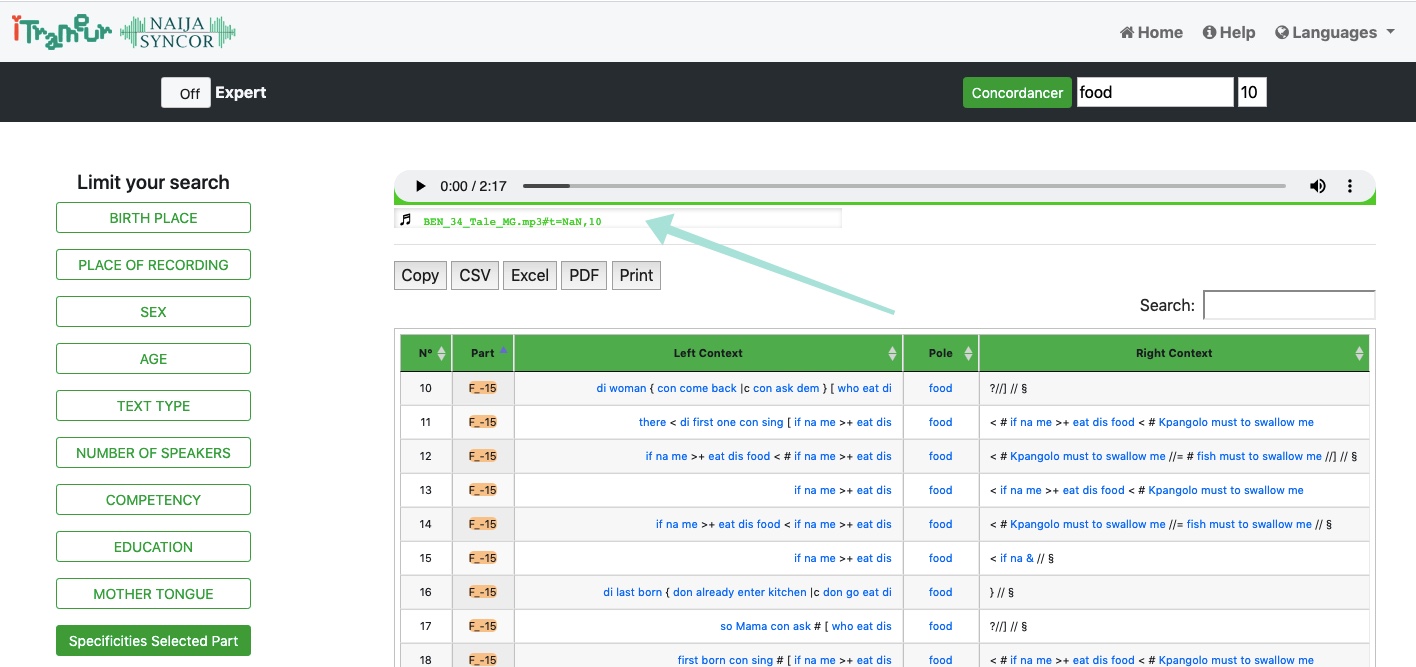 iTrameur NAIJA SYNCOR Home Help Languages
Off Expert Concordancer food 10
Limit your search
BIRTH PLACE
PLACE OF RECORDING
SEX
AGE
TEXT TYPE
NUMBER OF SPEAKERS
COMPETENCY
EDUCATION
MOTHER TONGUE
Specificities Selected Part
0:00 / 2:17
BEN_34_Tale_MG.mp3#t=NaN,10
Copy CSV Excel PDF Print
Search:
N° Part Left Context Pole Right Context
10 F_-15 di woman { con come back |c con ask dem } [ who eat di food ?//] // §
11 F_-15 there < di first one con sing [ if na me >+ eat dis food < # if na me >+ eat dis food < # Kpangolo must to swallow me
12 F_-15 if na me >+ eat dis food < # if na me >+ eat dis food < # Kpangolo must to swallow me //= # fish must to swallow me //] // §
13 F_-15 if na me >+ eat dis food < if na me >+ eat dis food < # Kpangolo must to swallow me
14 F_-15 if na me >+ eat dis food < if na me >+ eat dis food < # Kpangolo must to swallow me //= fish must to swallow me // §
15 F_-15 if na me >+ eat dis food < if na & // §
16 F_-15 di last born { don already enter kitchen |c don go eat di food } // §
17 F_-15 so Mama con ask # [ who eat dis food ?//] // §
18 F_-15 first born con sing # [ if na me >+ eat dis food < # if na me >+ eat dis food < # Kpangolo must to swallow me